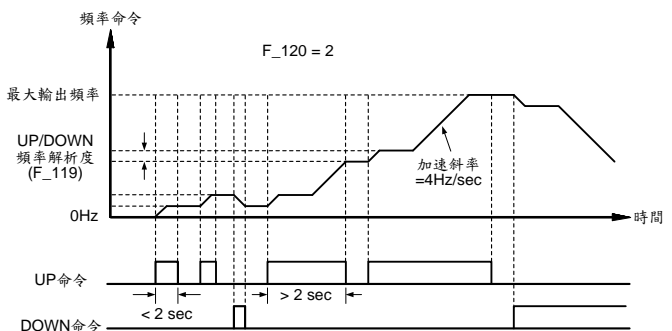 頻率命令
F_120 = 2
最大輸出頻率
UP/DOWN
頻率解析度
(F_119)
加速斜率
=4Hz/sec
0Hz
時間
UP命令
< 2 sec
> 2 sec
DOWN命令